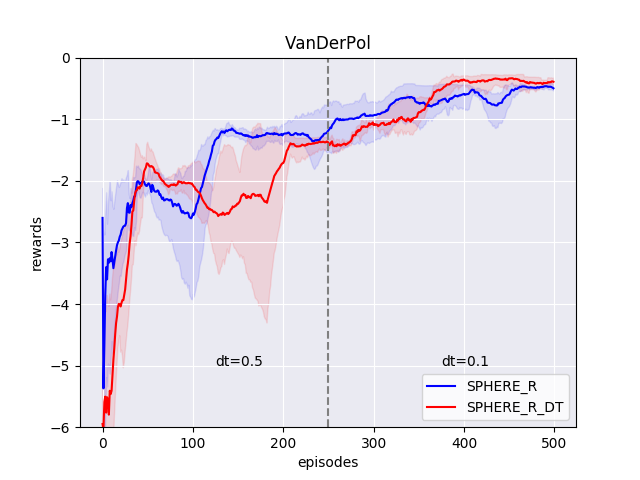 VanDerPol
0
−1
−2
−3
−4
−5
−6
rewards
dt=0.5
dt=0.1
SPHERE_R
SPHERE_R_DT
0
100
200
300
400
500
episodes